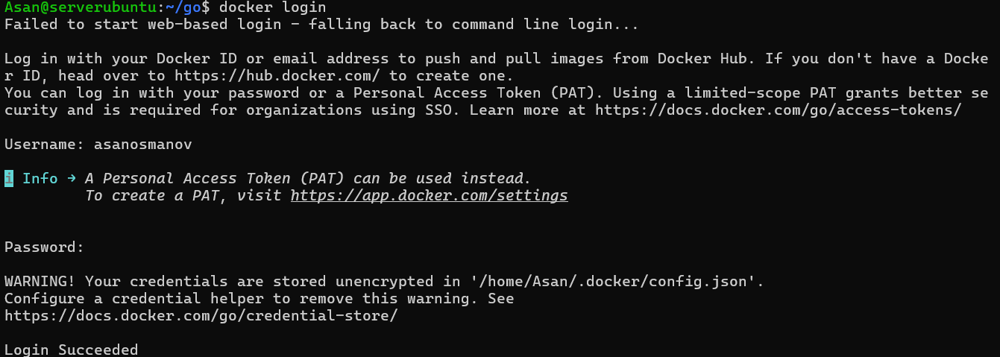 Asan@serverubuntu:~/go$ docker login
Failed to start web-based login - falling back to command line login...
Log in with your Docker ID or email address to push and pull images from Docker Hub. If you don't have a Docke
r ID, head over to https://hub.docker.com/ to create one.
You can log in with your password or a Personal Access Token (PAT). Using a limited-scope PAT grants better se
curity and is required for organizations using SSO. Learn more at https://docs.docker.com/go/access-tokens/
Username: asanosmanov
i Info → A Personal Access Token (PAT) can be used instead.
To create a PAT, visit https://app.docker.com/settings
Password:
WARNING! Your credentials are stored unencrypted in '/home/Asan/.docker/config.json'.
Configure a credential helper to remove this warning. See
https://docs.docker.com/go/credential-store/
Login Succeeded